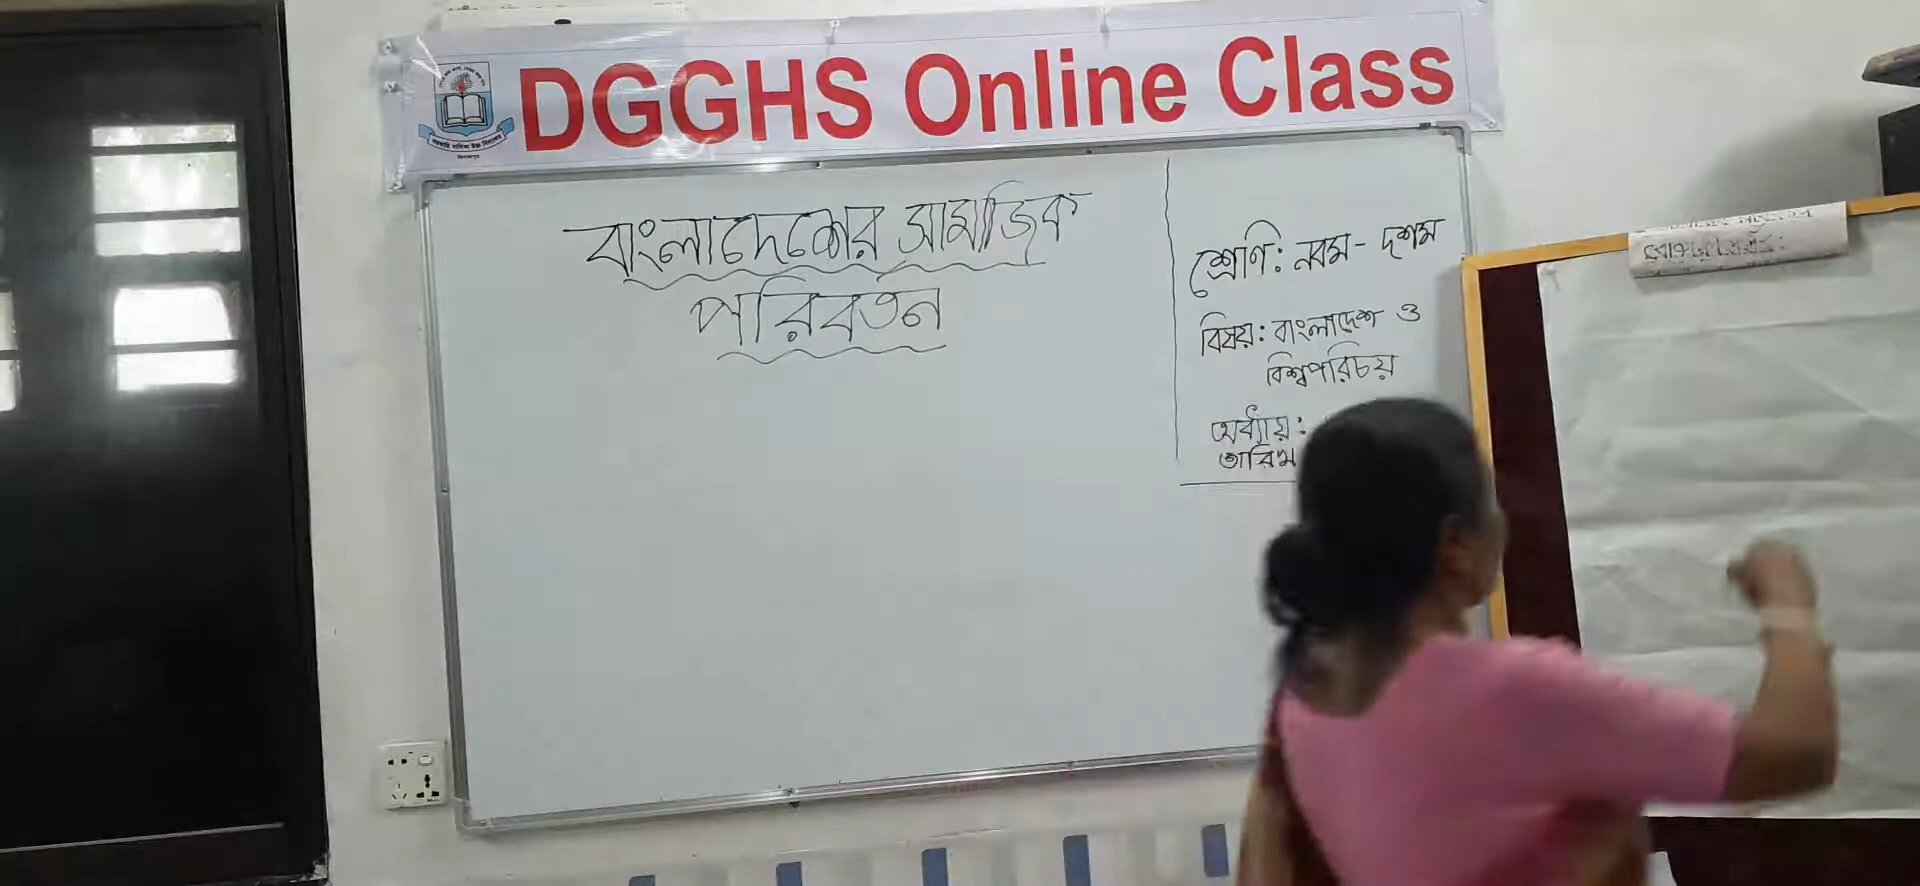 DGGHS Online Class
বাংলাদেশের সামাজিক
পরিবর্তন
শ্রেণি: নবম - দশম
বিষয়: বাংলাদেশ ও
বিশ্বপরিচয়
অধ্যায়:
তারিখ